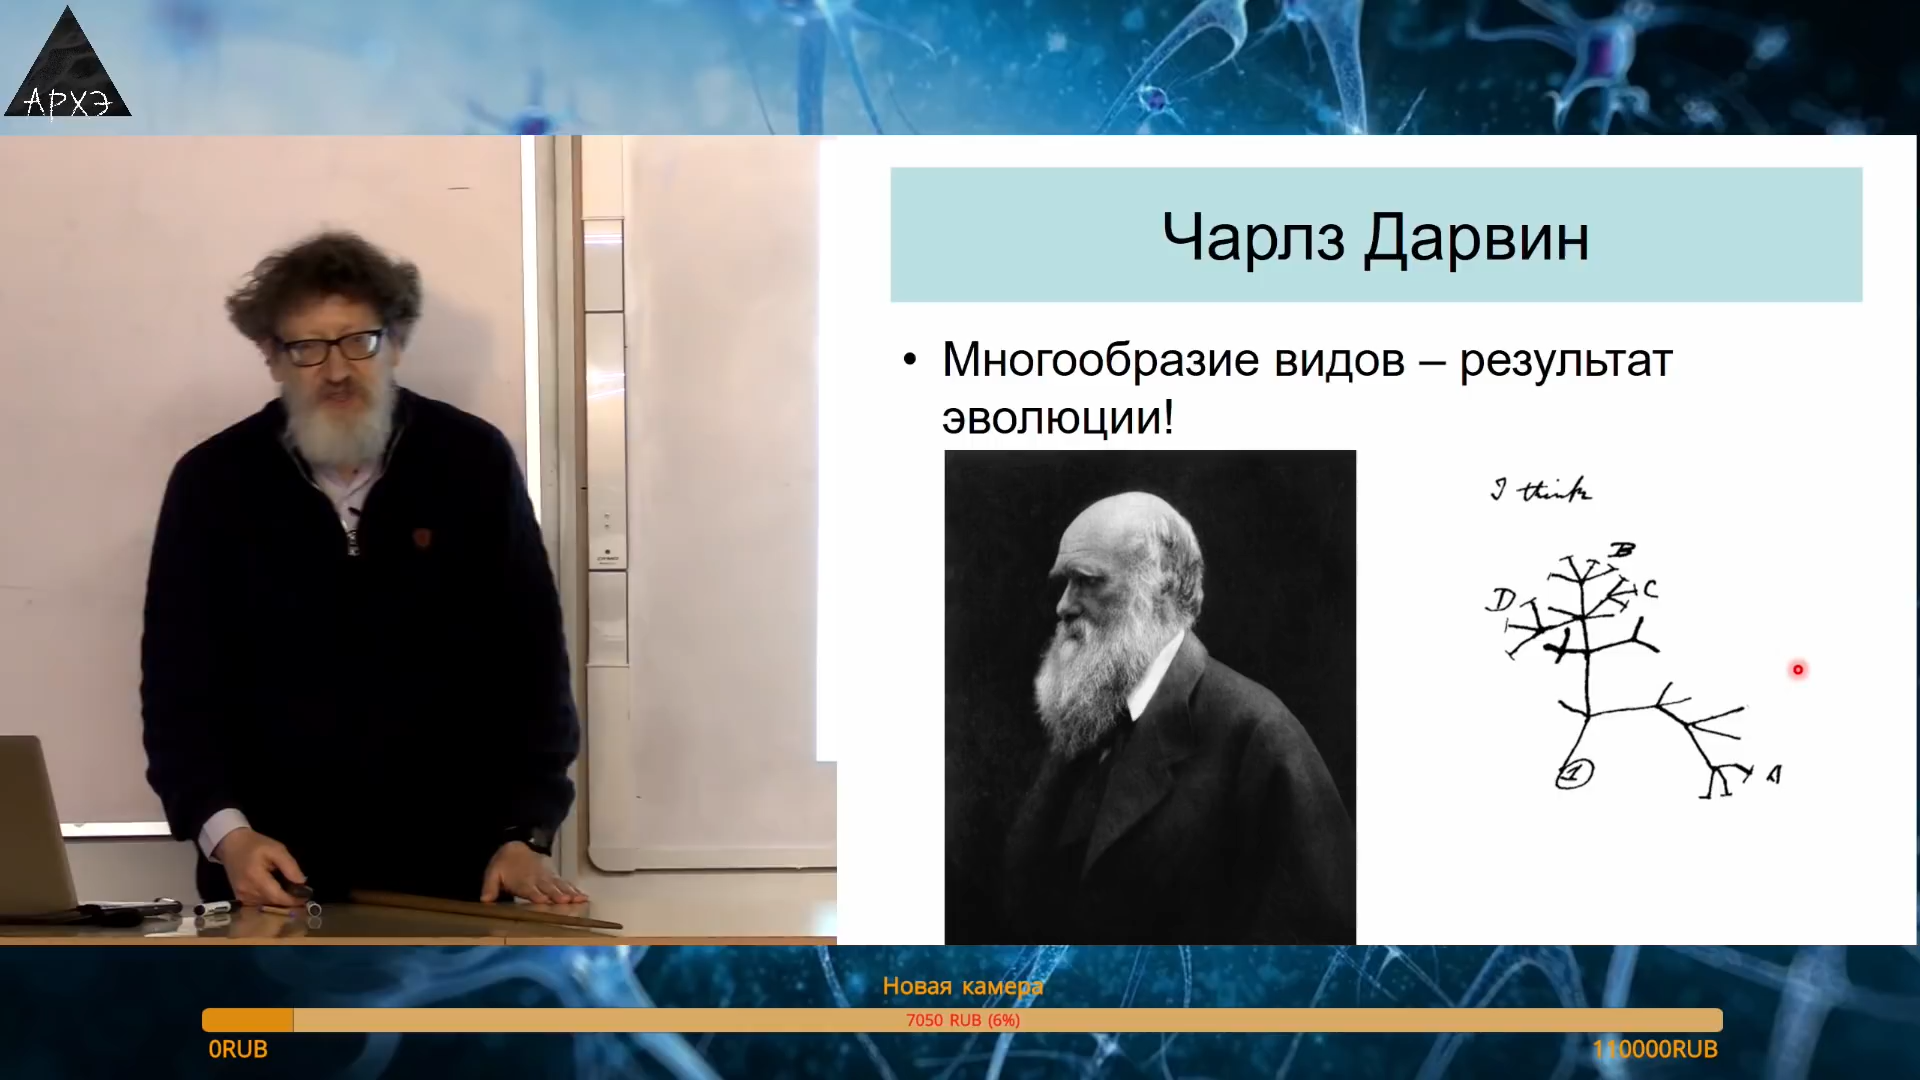 АРХЭ
Чарлз Дарвин
• Многообразие видов – результат
эволюции!
I think
B
D
C
1
A
Новая камера
7050 RUB (6%)
0RUB
110000RUB